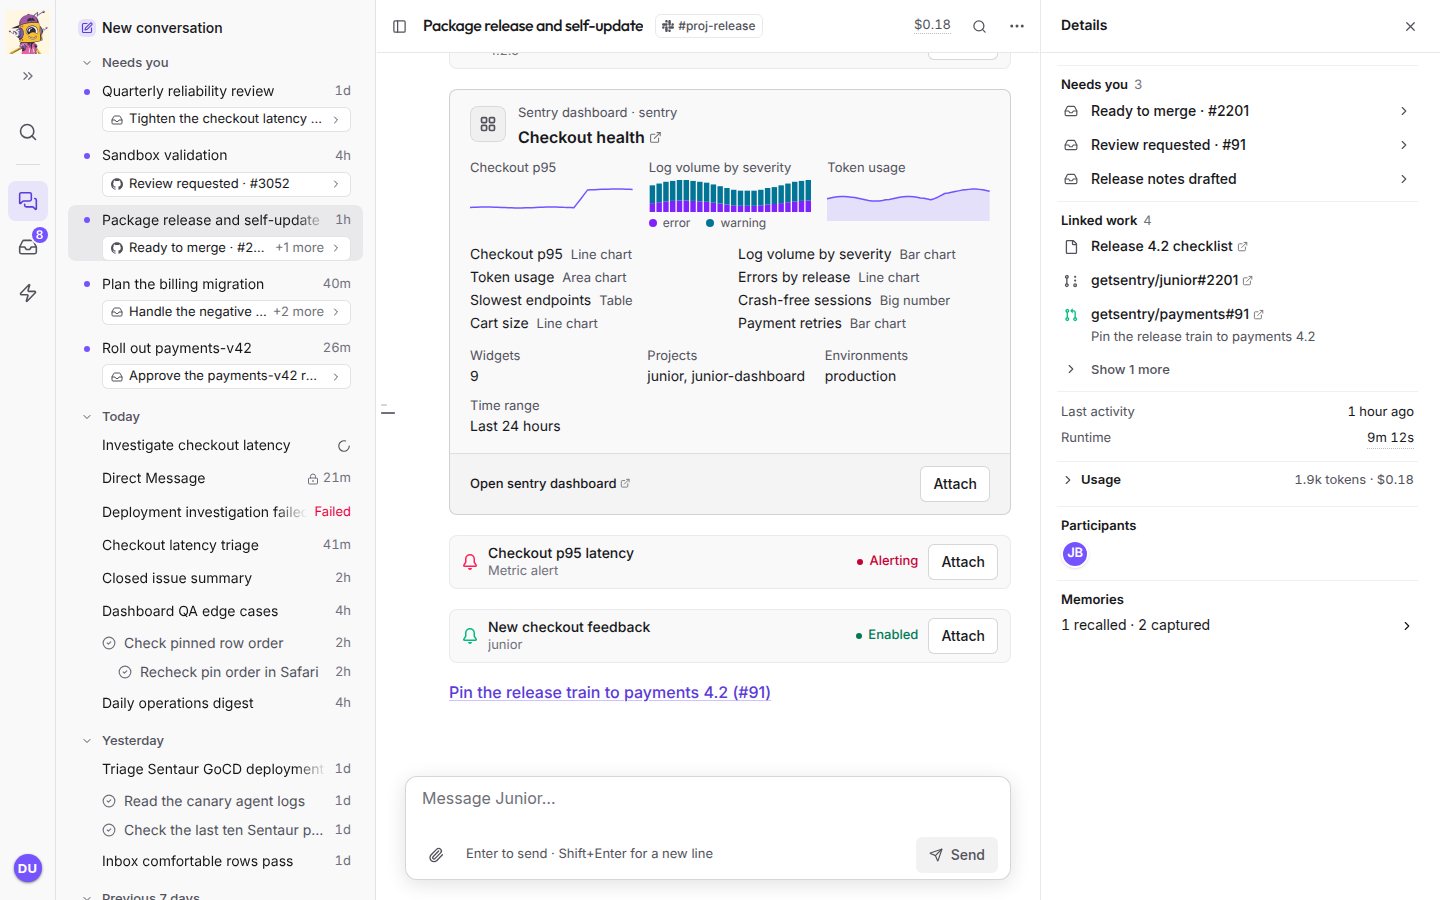 New conversation
Needs you
Quarterly reliability review 1d
Tighten the checkout latency ...
Sandbox validation 4h
Review requested · #3052
Package release and self-update 1h
Ready to merge · #2... +1 more
Plan the billing migration 40m
Handle the negative ... +2 more
Roll out payments-v42 26m
Approve the payments-v42 r...
Today
Investigate checkout latency
Direct Message 21m
Deployment investigation failed Failed
Checkout latency triage 41m
Closed issue summary 2h
Dashboard QA edge cases 4h
Check pinned row order 2h
Recheck pin order in Safari 2h
Daily operations digest 4h
Yesterday
Triage Sentaur GoCD deployment 1d
Read the canary agent logs 1d
Check the last ten Sentaur p... 1d
Inbox comfortable rows pass 1d
Previous 7 days
8
DU
Package release and self-update #proj-release $0.18
Sentry dashboard · sentry
Checkout health
Checkout p95 Log volume by severity Token usage
error warning
Checkout p95 Line chart Log volume by severity Bar chart
Token usage Area chart Errors by release Line chart
Slowest endpoints Table Crash-free sessions Big number
Cart size Line chart Payment retries Bar chart
Widgets Projects Environments
9 junior, junior-dashboard production
Time range
Last 24 hours
Open sentry dashboard Attach
Checkout p95 latency
Metric alert
Alerting Attach
New checkout feedback
junior
Enabled Attach
Pin the release train to payments 4.2 (#91)
Message Junior...
Enter to send · Shift+Enter for a new line Send
Details
Needs you 3
Ready to merge · #2201
Review requested · #91
Release notes drafted
Linked work 4
Release 4.2 checklist
getsentry/junior#2201
getsentry/payments#91
Pin the release train to payments 4.2
Show 1 more
Last activity 1 hour ago
Runtime 9m 12s
Usage 1.9k tokens · $0.18
Participants
JB
Memories
1 recalled · 2 captured